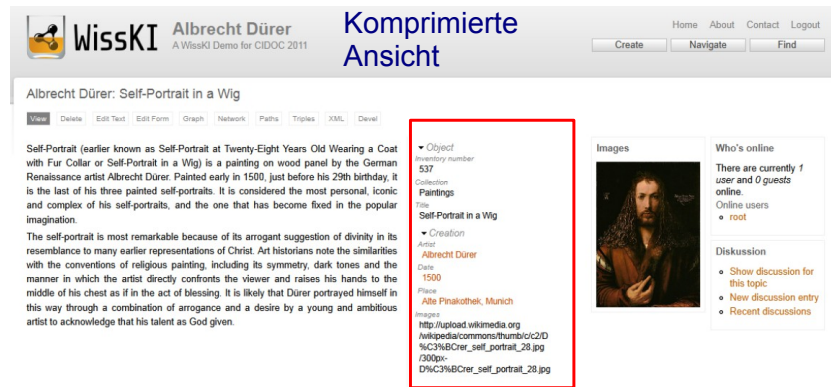 WissKI
Albrecht Dürer
A WissKI Demo for CIDOC 2011
Komprimierte
Ansicht
Home About Contact Logout
Create Navigate Find
Albrecht Dürer: Self-Portrait in a Wig
View Delete Edit Text Edit Form Graph Network Paths Triples XML Devel
Self-Portrait (earlier known as Self-Portrait at Twenty-Eight Years Old Wearing a Coat
with Fur Collar or Self-Portrait in a Wig) is a painting on wood panel by the German
Renaissance artist Albrecht Dürer. Painted early in 1500, just before his 29th birthday, it
is the last of his three painted self-portraits. It is considered the most personal, iconic
and complex of his self-portraits, and the one that has become fixed in the popular
imagination.
The self-portrait is most remarkable because of its arrogant suggestion of divinity in its
resemblance to many earlier representations of Christ. Art historians note the similarities
with the conventions of religious painting, including its symmetry, dark tones and the
manner in which the artist directly confronts the viewer and raises his hands to the
middle of his chest as if in the act of blessing. It is likely that Dürer portrayed himself in
this way through a combination of arrogance and a desire by a young and ambitious
artist to acknowledge that his talent as God given.
Object
Inventory number
537
Collection
Paintings
Title
Self-Portrait in a Wig
Creation
Artist
Albrecht Dürer
Date
1500
Place
Alte Pinakothek, Munich
Images
http://upload.wikimedia.org
/wikipedia/commons/thumb/c/c2/D
%C3%BCrer_self_portrait_28.jpg
/300px-
D%C3%BCrer_self_portrait_28.jpg
Images
Who's online
There are currently 1
user and 0 guests
online.
Online users
root
Discussion
Show discussion for
this topic
New discussion entry
Recent discussions